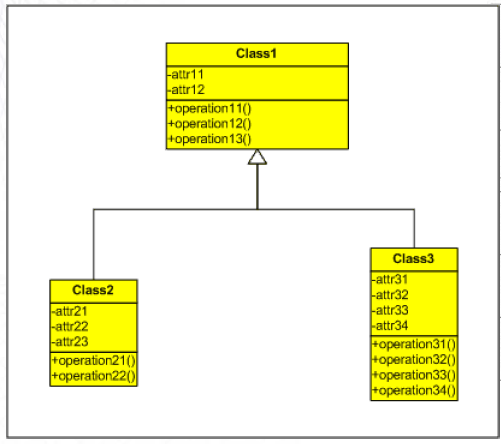 Class1
-attr11
-attr12
+operation11()
+operation12()
+operation13()
Class2
-attr21
-attr22
-attr23
+operation21()
+operation22()
Class3
-attr31
-attr32
-attr33
-attr34
+operation31()
+operation32()
+operation33()
+operation34()